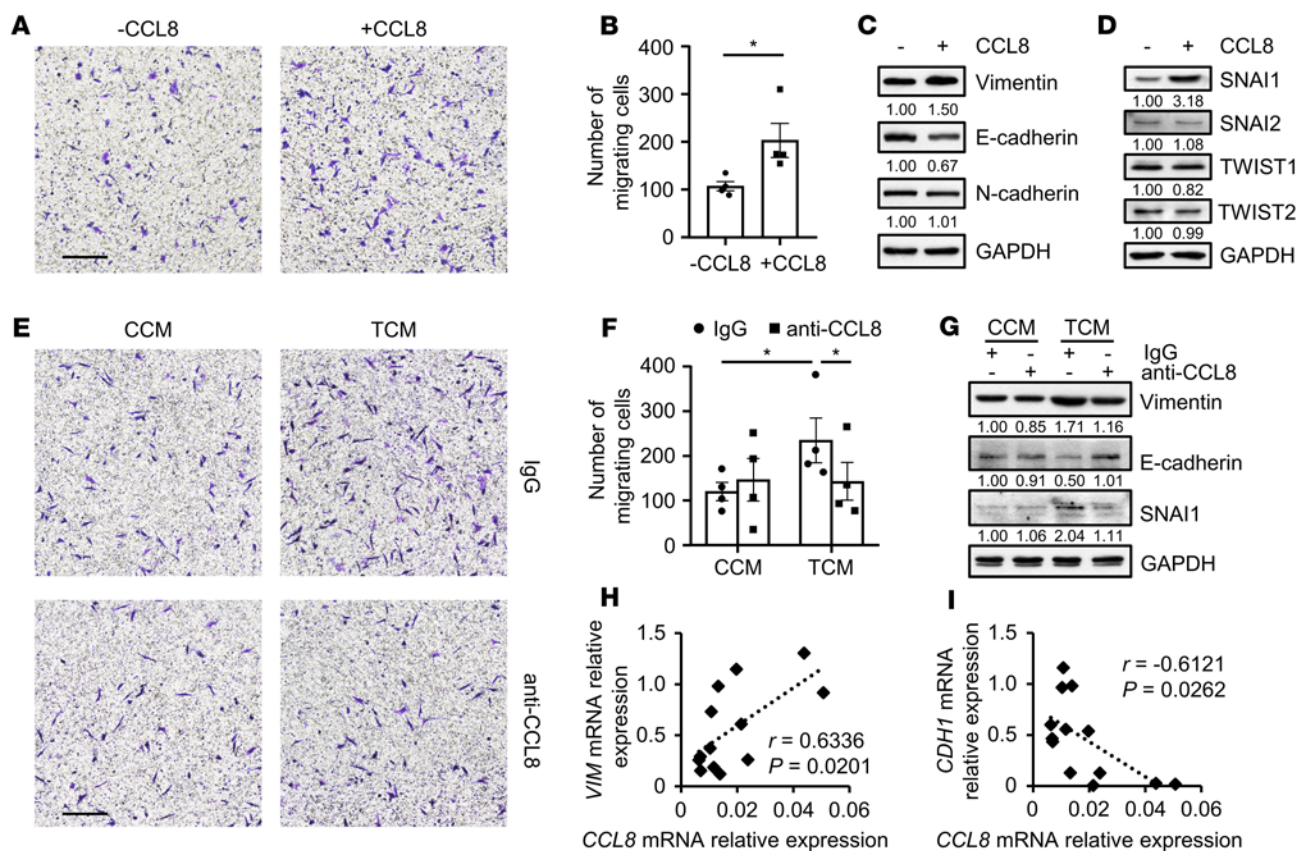 A
-CCL8
+CCL8
B
Number of
migrating cells
400
300
200
100
0
*
-CCL8 +CCL8
C
- + CCL8
Vimentin
1.00 1.50
E-cadherin
1.00 0.67
N-cadherin
1.00 1.01
GAPDH
D
- + CCL8
SNAI1
1.00 3.18
SNAI2
1.00 1.08
TWIST1
1.00 0.82
TWIST2
1.00 0.99
GAPDH
E
CCM
TCM
IgG
anti-CCL8
F
● IgG ■ anti-CCL8
Number of
migrating cells
400
300
200
100
0
* *
CCM TCM
G
CCM TCM
+ - + - IgG
- + - + anti-CCL8
Vimentin
1.00 0.85 1.71 1.16
E-cadherin
1.00 0.91 0.50 1.01
SNAI1
1.00 1.06 2.04 1.11
GAPDH
H
VIM mRNA relative
expression
1.5
1.0
0.5
0
r = 0.6336
P = 0.0201
0 0.02 0.04 0.06
CCL8 mRNA relative expression
I
CDH1 mRNA
relative expression
1.5
1.0
0.5
0
r = -0.6121
P = 0.0262
0 0.02 0.04 0.06
CCL8 mRNA relative expression